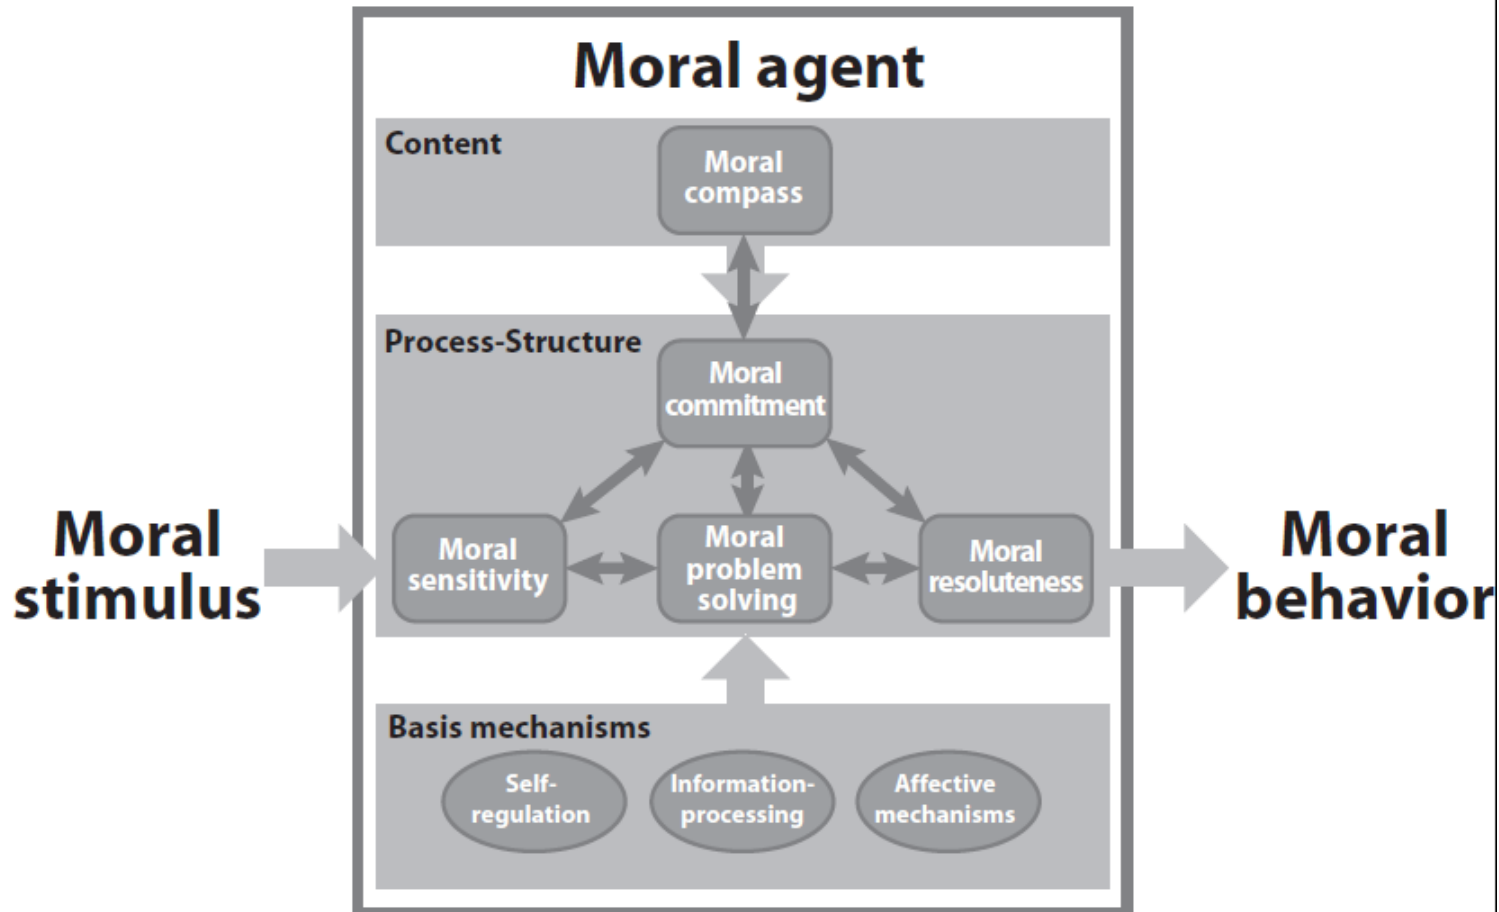 Moral agent
Content
Moral
compass
Process-Structure
Moral
commitment
Moral
stimulus
Moral
sensitivity
Moral
problem
solving
Moral
resoluteness
Moral
behavior
Basis mechanisms
Self-
regulation
Information-
processing
Affective
mechanisms